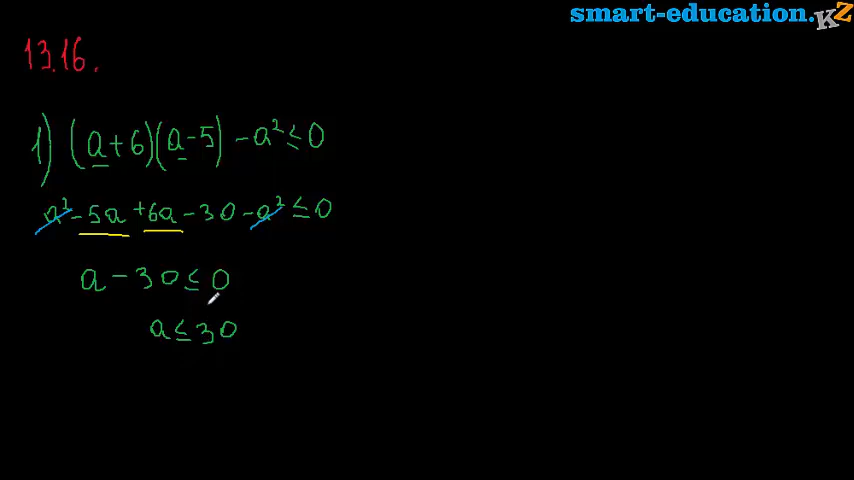 smart-education.KZ
13.16.
1) (a+6)(a-5)-a²≤0
a²-5a+6a-30-a²≤0
a-30≤0
a≤30